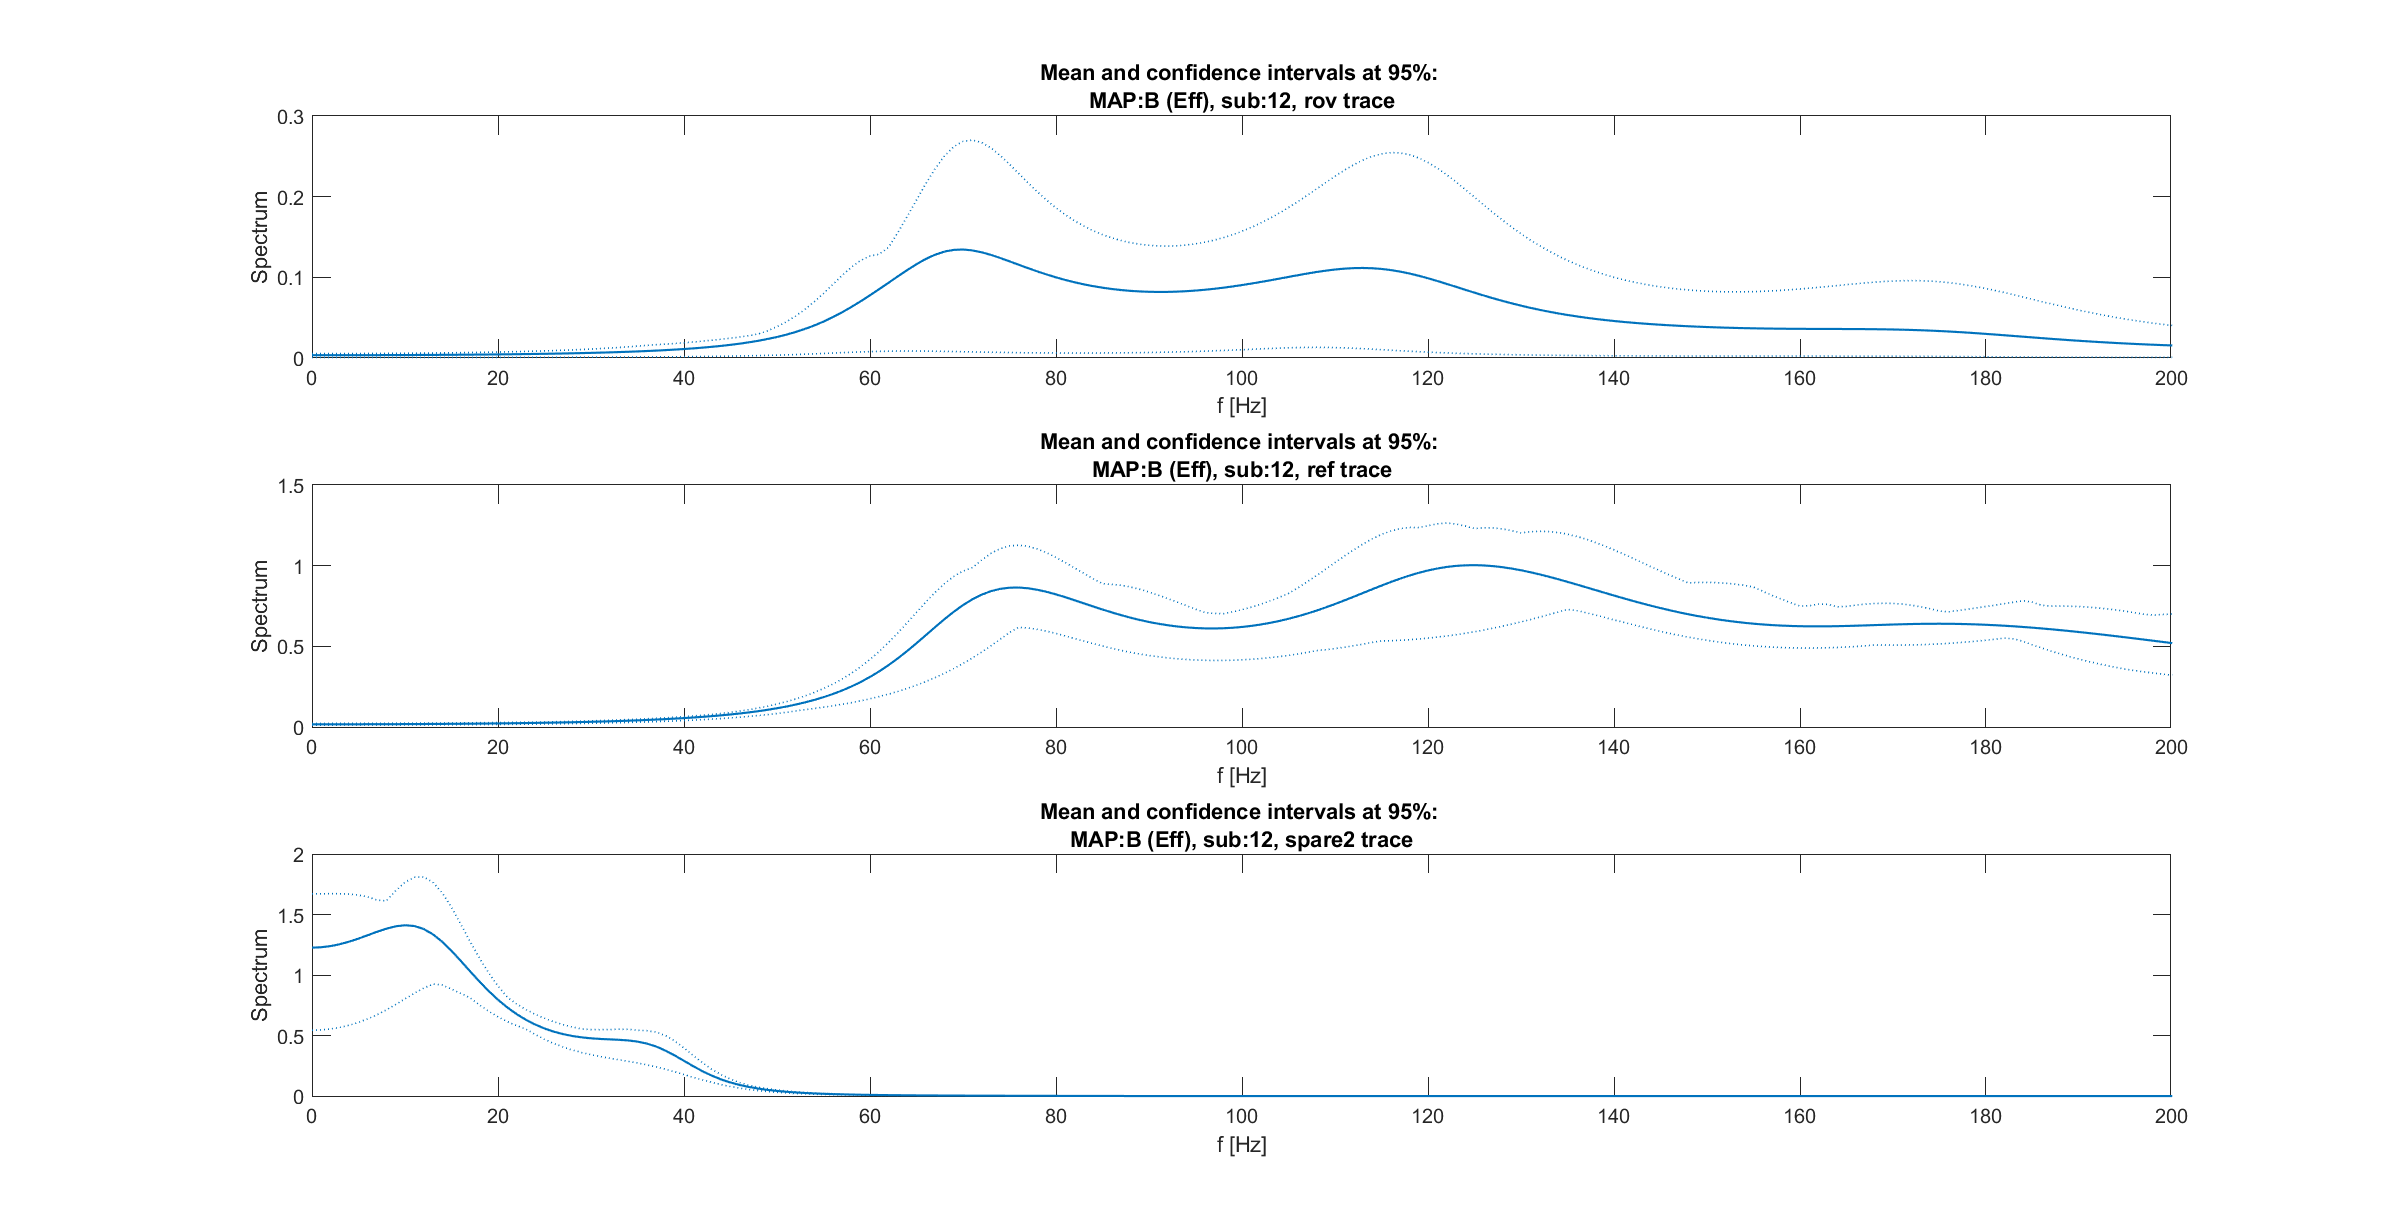 Mean and confidence intervals at 95%:
MAP:B (Eff), sub:12, rov trace
Spectrum
0.3
0.2
0.1
0
0 20 40 60 80 100 120 140 160 180 200
f [Hz]
Mean and confidence intervals at 95%:
MAP:B (Eff), sub:12, ref trace
Spectrum
1.5
1
0.5
0
0 20 40 60 80 100 120 140 160 180 200
f [Hz]
Mean and confidence intervals at 95%:
MAP:B (Eff), sub:12, spare2 trace
Spectrum
2
1.5
1
0.5
0
0 20 40 60 80 100 120 140 160 180 200
f [Hz]